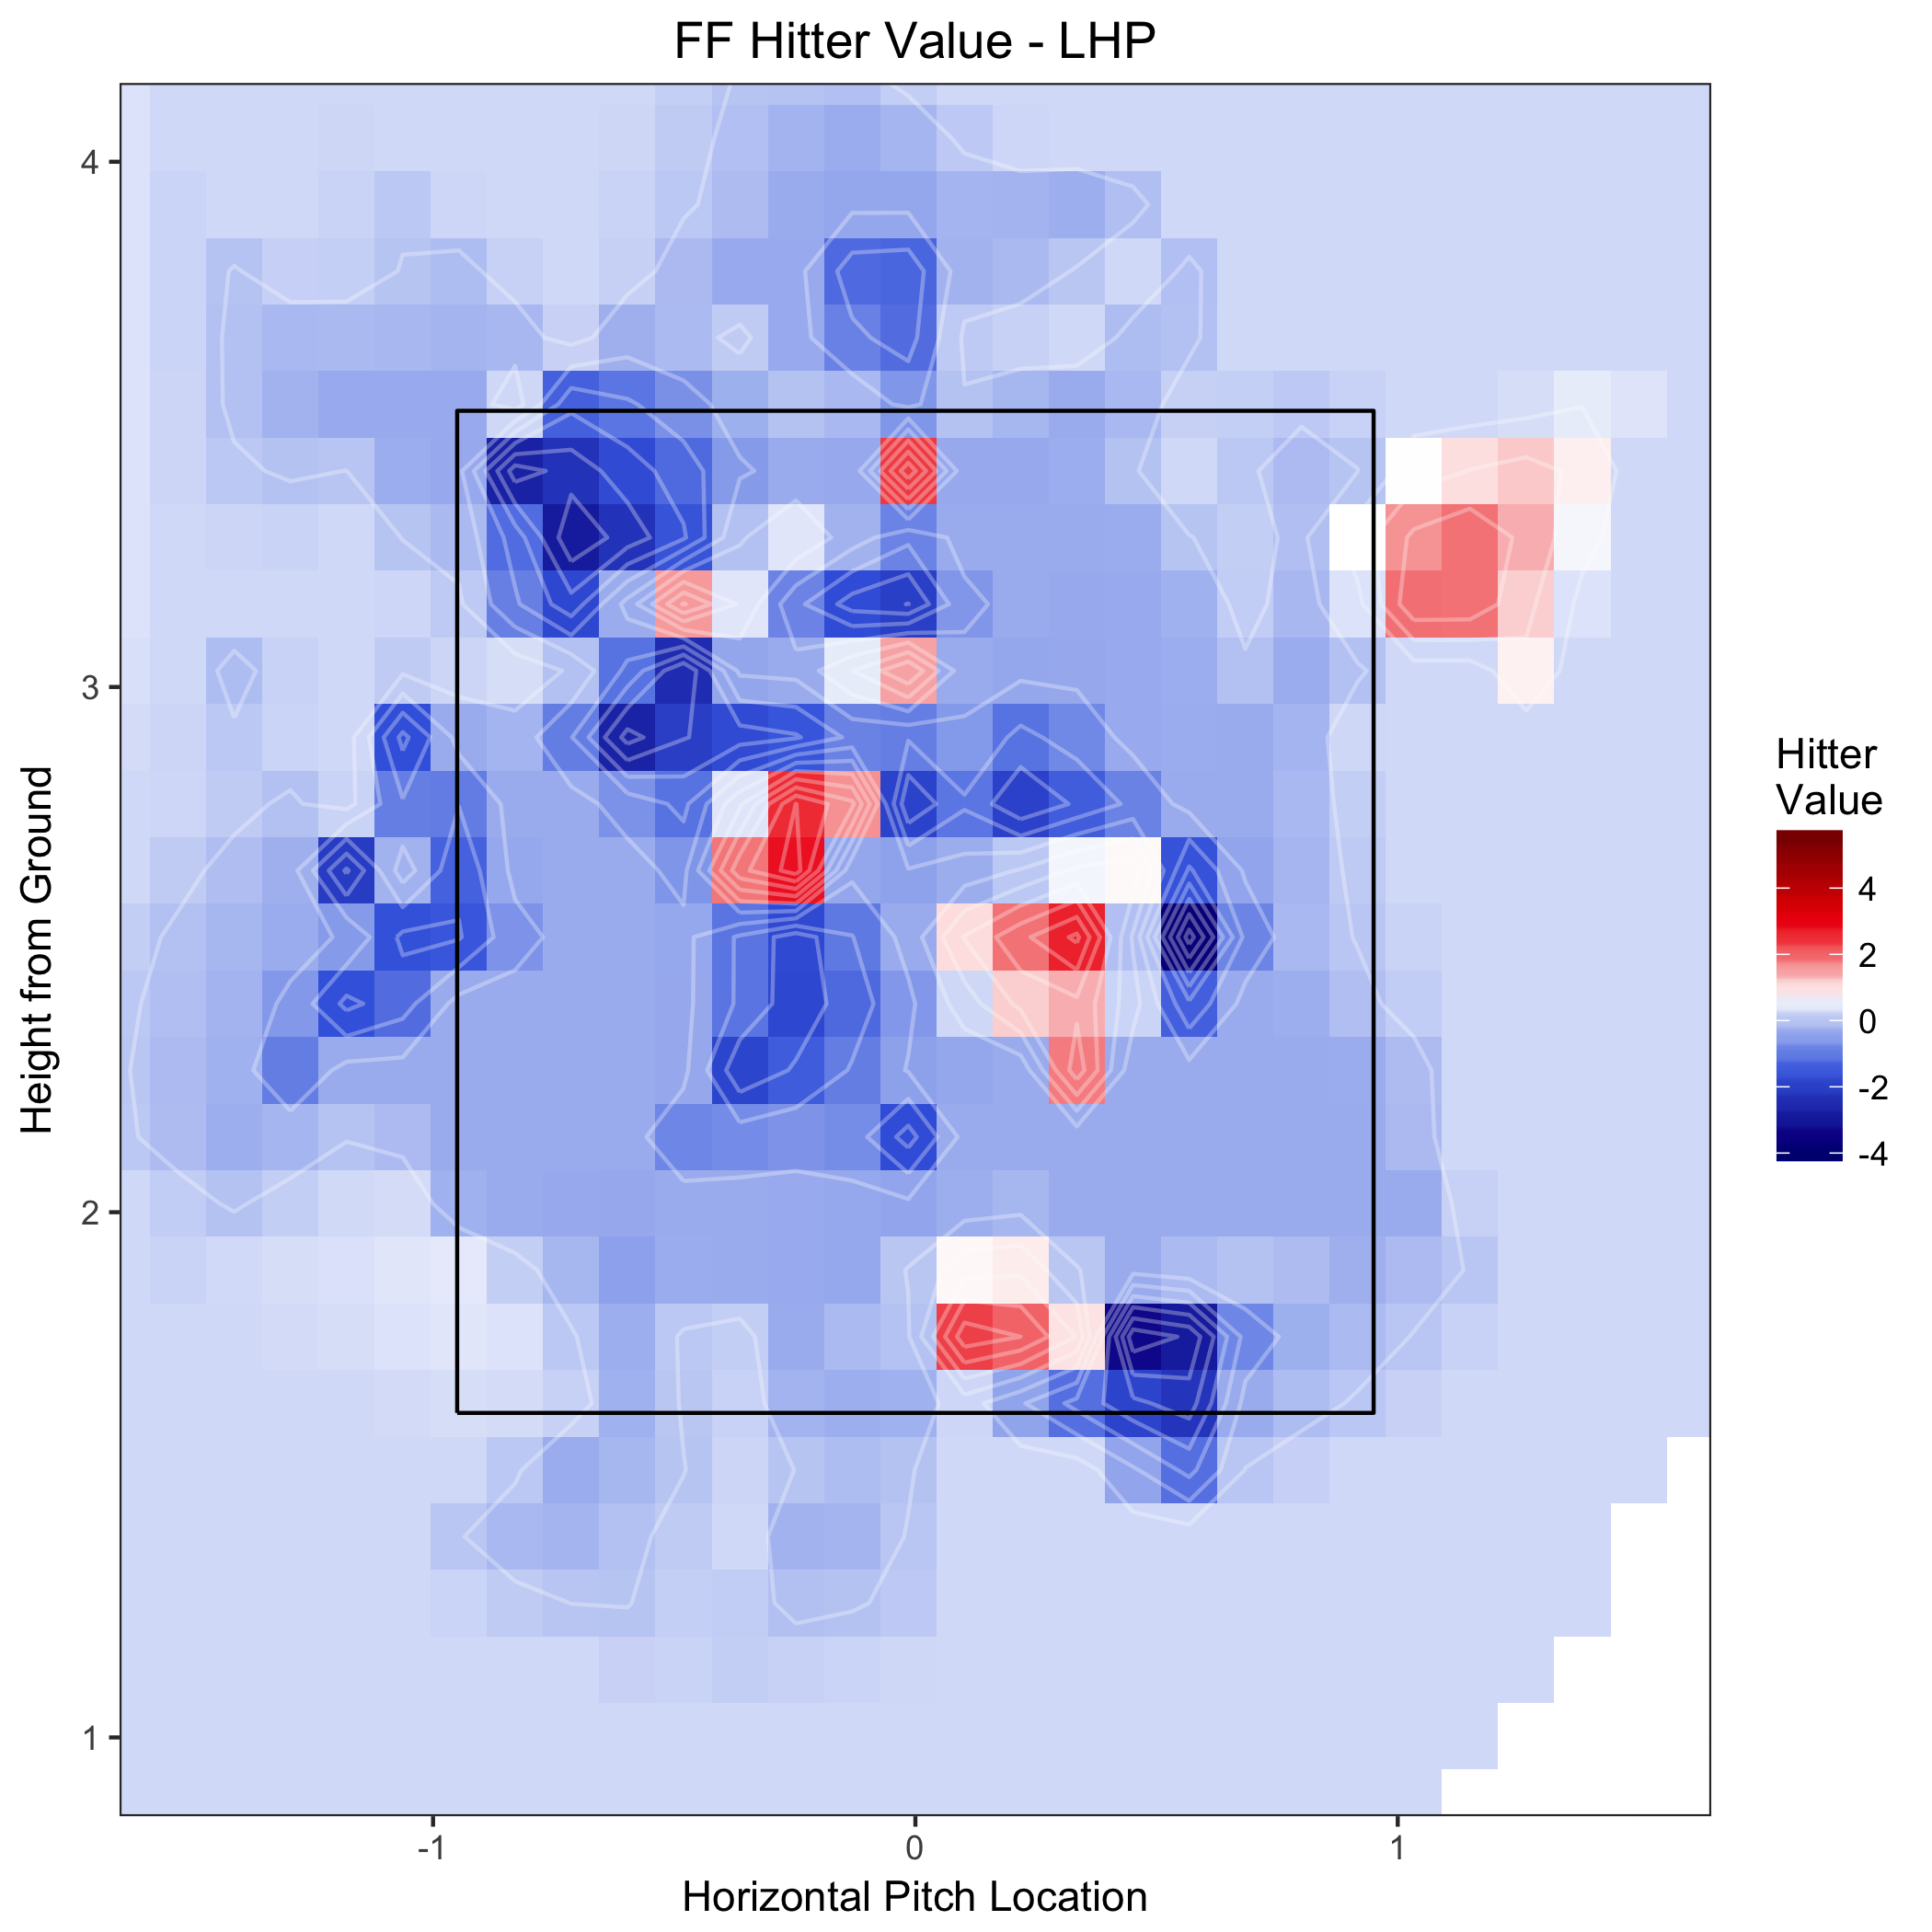 FF Hitter Value - LHP
4
3
2
1
Height from Ground
-1
0
1
Horizontal Pitch Location
Hitter
Value
4
2
0
-2
-4